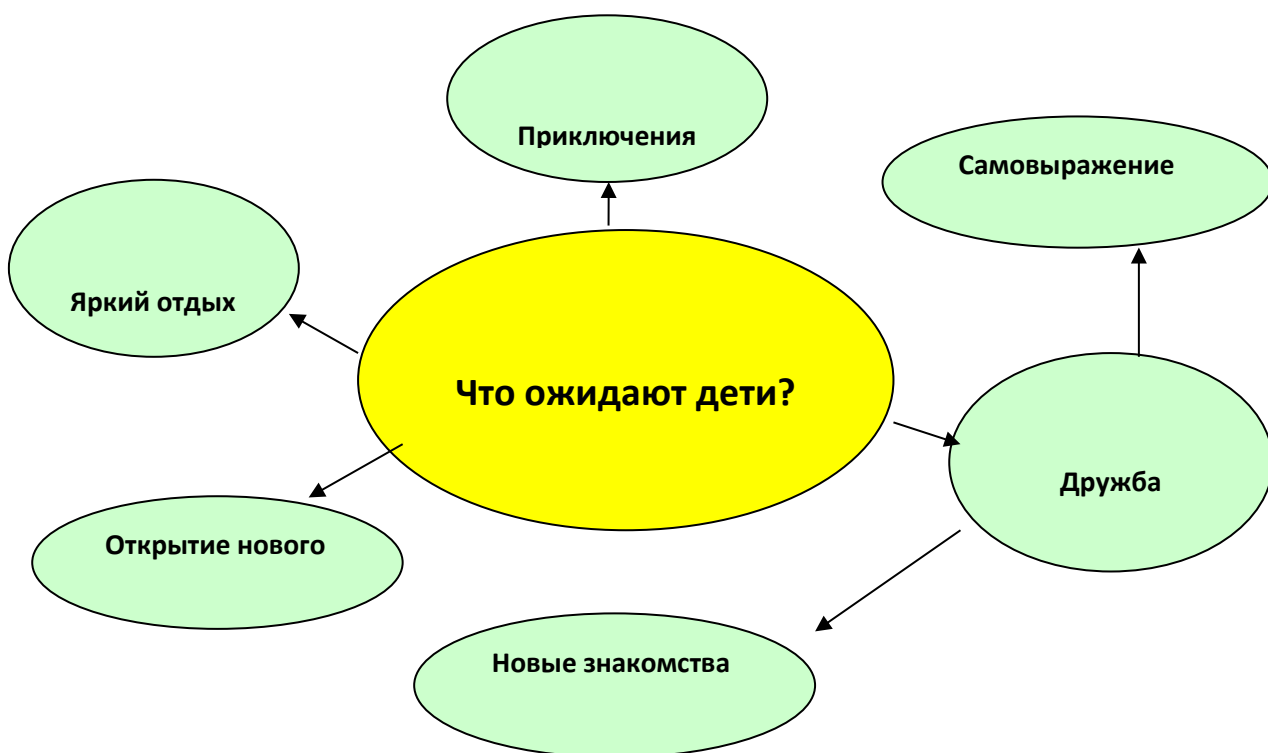 Приключения
Самовыражение
Яркий отдых
Что ожидают дети?
Дружба
Открытие нового
Новые знакомства